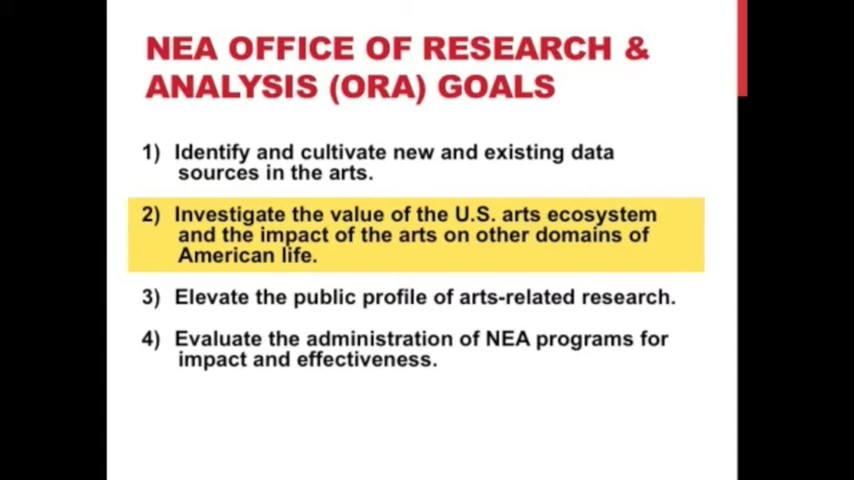 NEA OFFICE OF RESEARCH &
ANALYSIS (ORA) GOALS
1) Identify and cultivate new and existing data
sources in the arts.
2) Investigate the value of the U.S. arts ecosystem
and the impact of the arts on other domains of
American life.
3) Elevate the public profile of arts-related research.
4) Evaluate the administration of NEA programs for
impact and effectiveness.